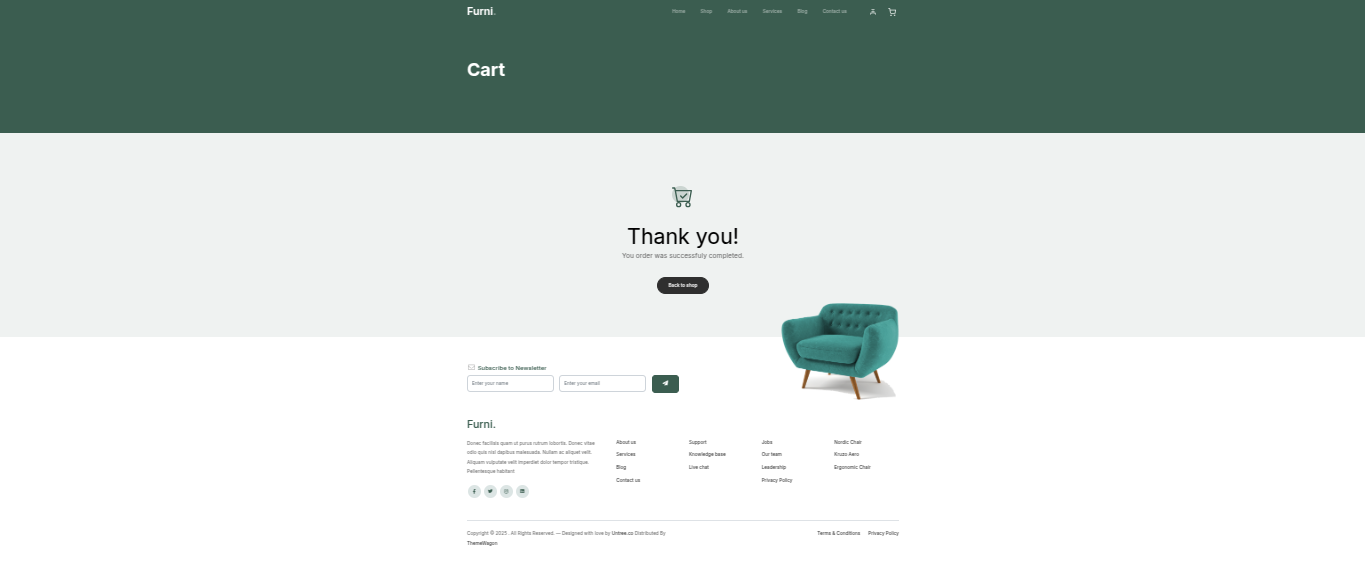 Furni.
Home Shop About us Services Blog Contact us
Cart
Thank you!
You order was successfuly completed.
Back to shop
Subscribe to Newsletter
Enter your name
Enter your email
Furni.
Donec facilisis quam ut purus rutrum lobortis. Donec vitae
odio quis nisl dapibus malesuada. Nullam ac aliquet velit.
Aliquam vulputate velit imperdiet dolor tempor tristique.
Pellentesque habitant
About us
Services
Blog
Contact us
Support
Knowledge base
Live chat
Jobs
Our team
Leadership
Privacy Policy
Nordic Chair
Kruzo Aero
Ergonomic Chair
Copyright © 2025 . All Rights Reserved. — Designed with love by Untree.co Distributed By
ThemeWagon
Terms & Conditions Privacy Policy